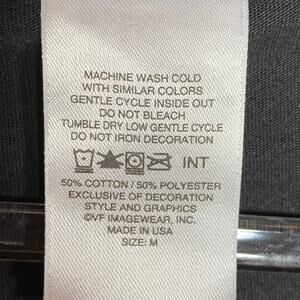 MACHINE WASH COLD
WITH SIMILAR COLORS
GENTLE CYCLE INSIDE OUT
DO NOT BLEACH
TUMBLE DRY LOW GENTLE CYCLE
DO NOT IRON DECORATION
INT
50% COTTON / 50% POLYESTER
EXCLUSIVE OF DECORATION
STYLE AND GRAPHICS
©VF IMAGEWEAR, INC.
MADE IN USA
SIZE: M